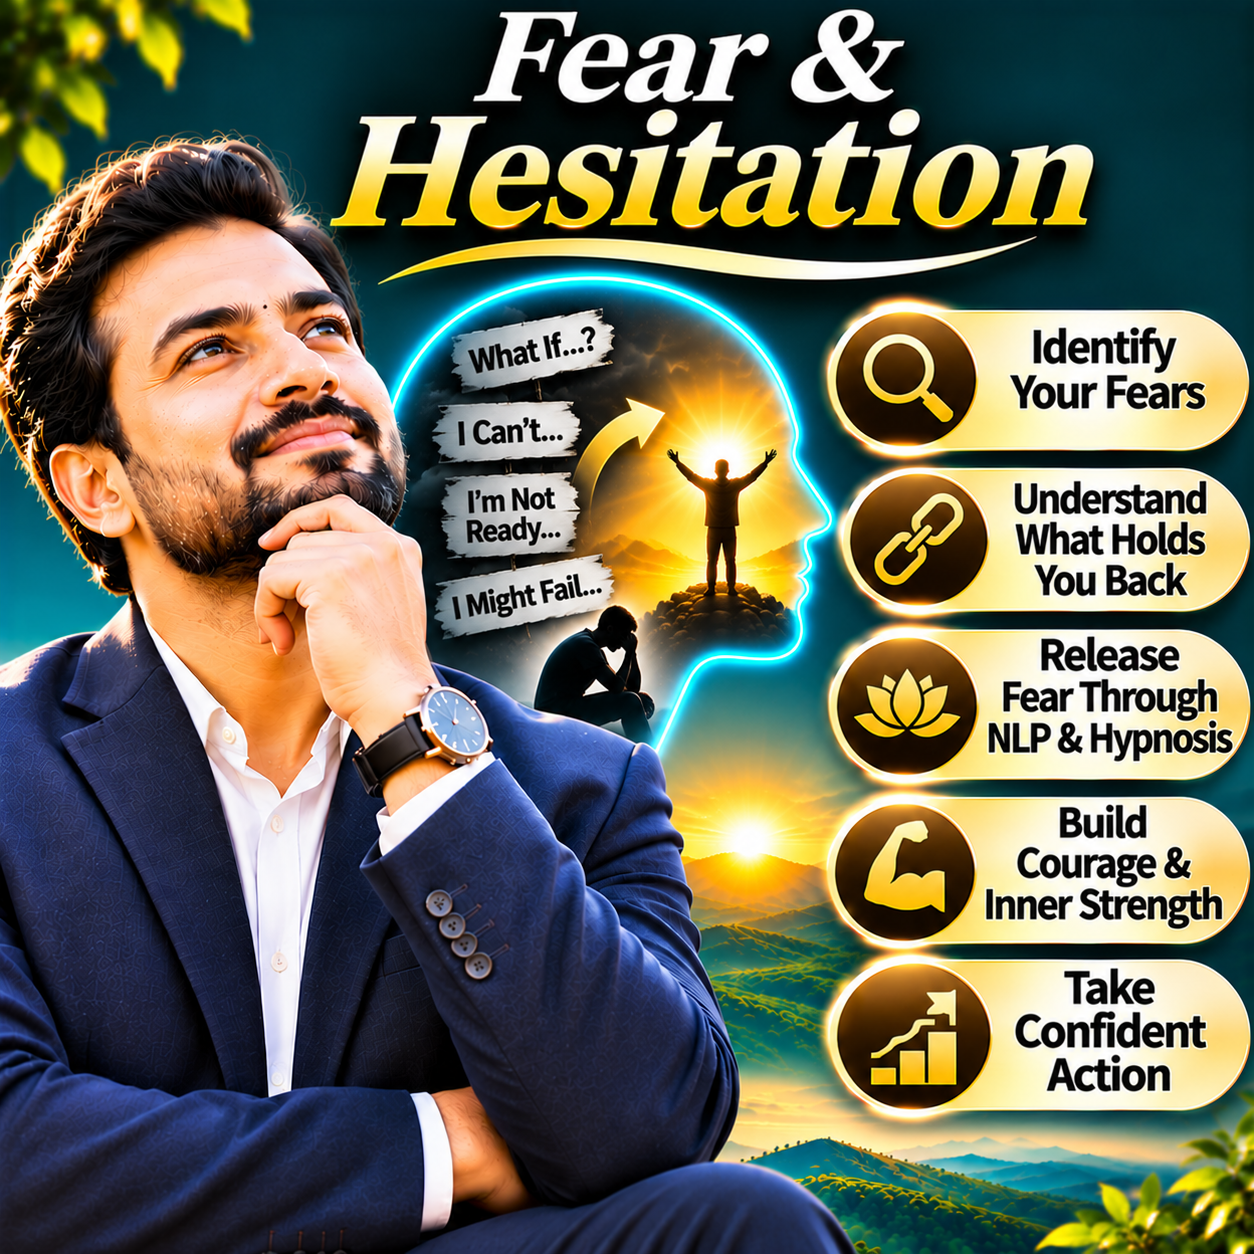 Fear &
Hesitation
What If...?
I Can't...
I'm Not
Ready...
I Might Fail...
Identify
Your Fears
Understand
What Holds
You Back
Release
Fear Through
NLP & Hypnosis
Build
Courage &
Inner Strength
Take
Confident
Action